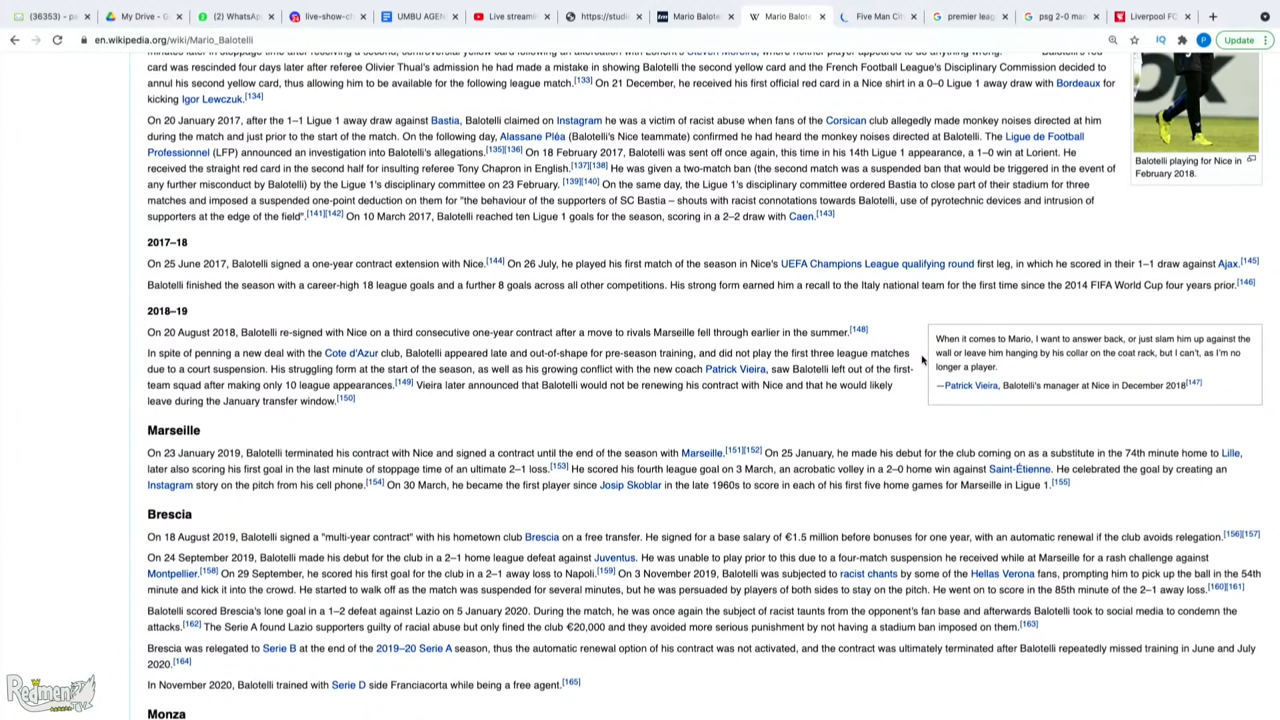 (36353) - pa
My Drive - G
(2) WhatsAp
live-show-ch
UMBU AGEN
Live streami
https://studi
Mario Balote
Mario Balote
Five Man Cit
premier leag
psg 2-0 man
Liverpool FC
en.wikipedia.org/wiki/Mario_Balotelli
IQ
P
Update
card was rescinded four days later after referee Olivier Thual's admission he had made a mistake in showing Balotelli the second yellow card and the French Football League's Disciplinary Commission decided to
annul his second yellow card, thus allowing him to be available for the following league match.[133] On 21 December, he received his first official red card in a Nice shirt in a 0–0 Ligue 1 away draw with Bordeaux for
kicking Igor Lewczuk.[134]
On 20 January 2017, after the 1–1 Ligue 1 away draw against Bastia, Balotelli claimed on Instagram he was a victim of racist abuse when fans of the Corsican club allegedly made monkey noises directed at him
during the match and just prior to the start of the match. On the following day, Alassane Pléa (Balotelli's Nice teammate) confirmed he had heard the monkey noises directed at Balotelli. The Ligue de Football
Professionnel (LFP) announced an investigation into Balotelli's allegations.[135][136] On 18 February 2017, Balotelli was sent off once again, this time in his 14th Ligue 1 appearance, a 1–0 win at Lorient. He
received the straight red card in the second half for insulting referee Tony Chapron in English.[137][138] He was given a two-match ban (the second match was a suspended ban that would be triggered in the event of
any further misconduct by Balotelli) by the Ligue 1's disciplinary committee on 23 February. [139][140] On the same day, the Ligue 1's disciplinary committee ordered Bastia to close part of their stadium for three
matches and imposed a suspended one-point deduction on them for "the behaviour of the supporters of SC Bastia – shouts with racist connotations towards Balotelli, use of pyrotechnic devices and intrusion of
supporters at the edge of the field".[141][142] On 10 March 2017, Balotelli reached ten Ligue 1 goals for the season, scoring in a 2–2 draw with Caen.[143]
Balotelli playing for Nice in
February 2018.
2017–18
On 25 June 2017, Balotelli signed a one-year contract extension with Nice.[144] On 26 July, he played his first match of the season in Nice's UEFA Champions League qualifying round first leg, in which he scored in their 1–1 draw against Ajax.[145]
Balotelli finished the season with a career-high 18 league goals and a further 8 goals across all other competitions. His strong form earned him a recall to the Italy national team for the first time since the 2014 FIFA World Cup four years prior.[146]
2018–19
On 20 August 2018, Balotelli re-signed with Nice on a third consecutive one-year contract after a move to rivals Marseille fell through earlier in the summer.[148]
In spite of penning a new deal with the Cote d'Azur club, Balotelli appeared late and out-of-shape for pre-season training, and did not play the first three league matches
due to a court suspension. His struggling form at the start of the season, as well as his growing conflict with the new coach Patrick Vieira, saw Balotelli left out of the first-
team squad after making only 10 league appearances.[149] Vieira later announced that Balotelli would not be renewing his contract with Nice and that he would likely
leave during the January transfer window.[150]
When it comes to Mario, I want to answer back, or just slam him up against the
wall or leave him hanging by his collar on the coat rack, but I can't, as I'm no
longer a player.
—Patrick Vieira, Balotelli's manager at Nice in December 2018[147]
Marseille
On 23 January 2019, Balotelli terminated his contract with Nice and signed a contract until the end of the season with Marseille.[151][152] On 25 January, he made his debut for the club coming on as a substitute in the 74th minute home to Lille,
later also scoring his first goal in the last minute of stoppage time of an ultimate 2–1 loss.[153] He scored his fourth league goal on 3 March, an acrobatic volley in a 2–0 home win against Saint-Étienne. He celebrated the goal by creating an
Instagram story on the pitch from his cell phone.[154] On 30 March, he became the first player since Josip Skoblar in the late 1960s to score in each of his first five home games for Marseille in Ligue 1.[155]
Brescia
On 18 August 2019, Balotelli signed a "multi-year contract" with his hometown club Brescia on a free transfer. He signed for a base salary of €1.5 million before bonuses for one year, with an automatic renewal if the club avoids relegation.[156][157]
On 24 September 2019, Balotelli made his debut for the club in a 2–1 home league defeat against Juventus. He was unable to play prior to this due to a four-match suspension he received while at Marseille for a rash challenge against
Montpellier.[158] On 29 September, he scored his first goal for the club in a 2–1 away loss to Napoli.[159] On 3 November 2019, Balotelli was subjected to racist chants by some of the Hellas Verona fans, prompting him to pick up the ball in the 54th
minute and kick it into the crowd. He started to walk off as the match was suspended for several minutes, but he was persuaded by players of both sides to stay on the pitch. He went on to score in the 85th minute of the 2–1 away loss.[160][161]
Balotelli scored Brescia's lone goal in a 1–2 defeat against Lazio on 5 January 2020. During the match, he was once again the subject of racist taunts from the opponent's fan base and afterwards Balotelli took to social media to condemn the
attacks.[162] The Serie A found Lazio supporters guilty of racial abuse but only fined the club €20,000 and they avoided more serious punishment by not having a stadium ban imposed on them.[163]
Brescia was relegated to Serie B at the end of the 2019–20 Serie A season, thus the automatic renewal option of his contract was not activated, and the contract was ultimately terminated after Balotelli repeatedly missed training in June and July
2020.[164]
In November 2020, Balotelli trained with Serie D side Franciacorta while being a free agent.[165]
Monza
Redmen TV